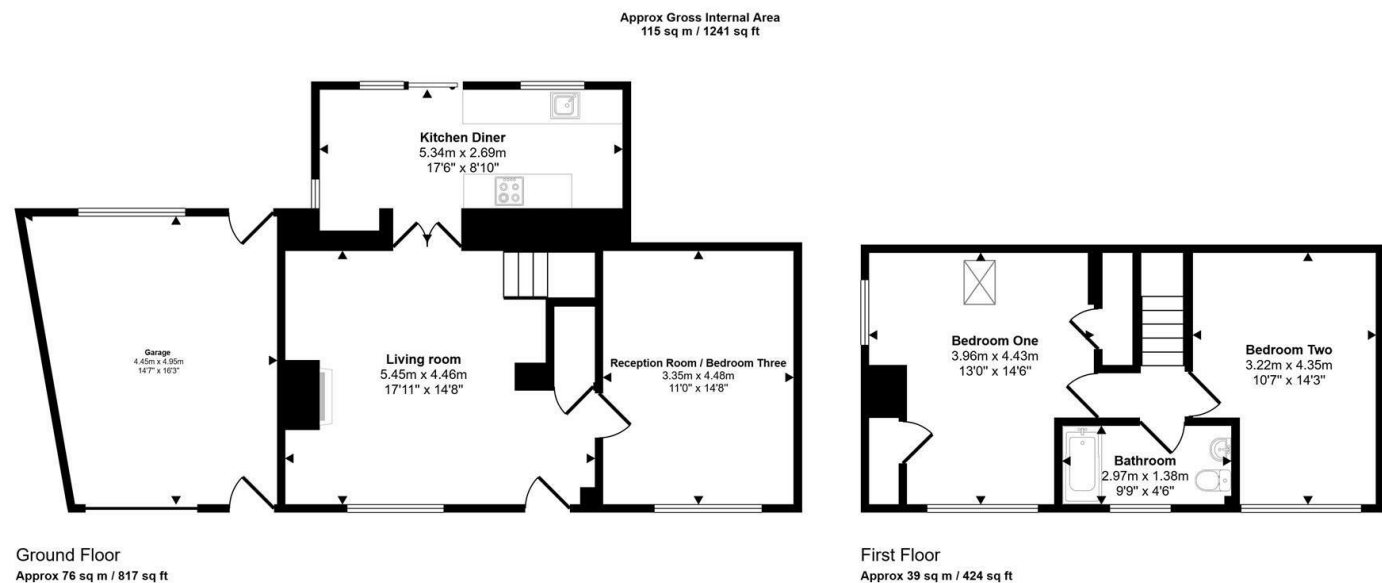 Approx Gross Internal Area
115 sq m / 1241 sq ft
Kitchen Diner
5.34m x 2.69m
17'6" x 8'10"
Garage
4.45m x 4.95m
14'7" x 16'3"
Living room
5.45m x 4.46m
17'11" x 14'8"
Reception Room / Bedroom Three
3.35m x 4.48m
11'0" x 14'8"
Bedroom One
3.96m x 4.43m
13'0" x 14'6"
Bedroom Two
3.22m x 4.35m
10'7" x 14'3"
Bathroom
2.97m x 1.38m
9'9" x 4'6"
Ground Floor
Approx 76 sq m / 817 sq ft
First Floor
Approx 39 sq m / 424 sq ft